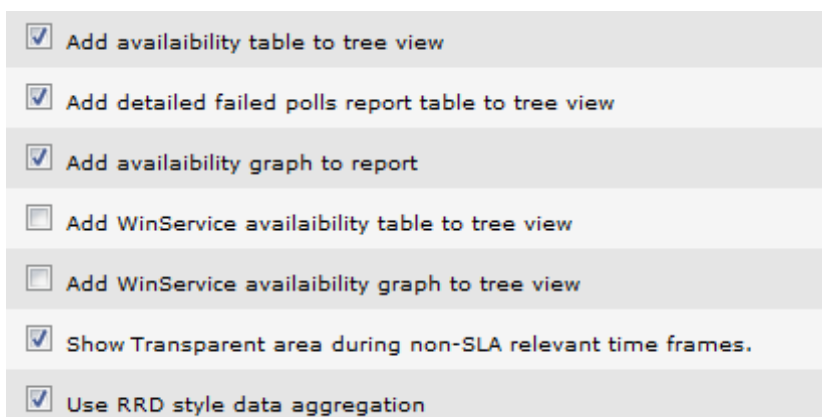 Add availaibility table to tree view
Add detailed failed polls report table to tree view
Add availaibility graph to report
Add WinService availaibility table to tree view
Add WinService availaibility graph to tree view
Show Transparent area during non-SLA relevant time frames.
Use RRD style data aggregation